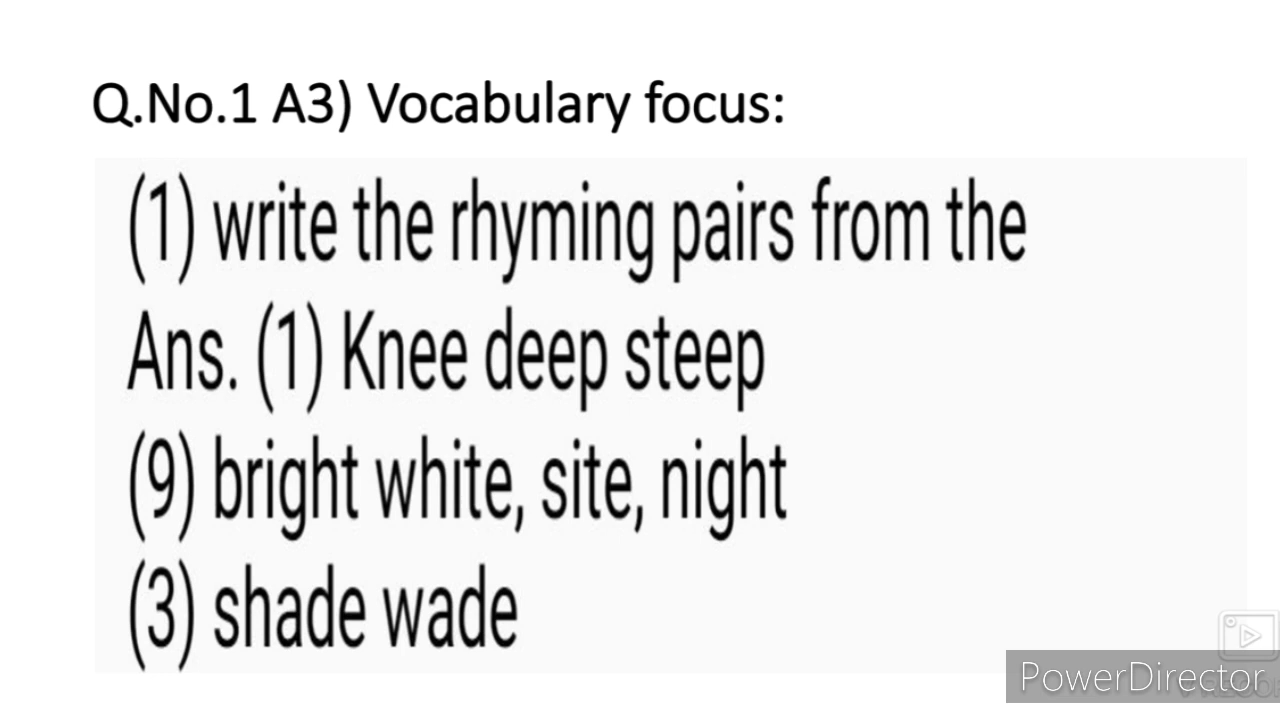 Q.No.1 A3) Vocabulary focus:
(1) write the rhyming pairs from the
Ans. (1) Knee deep steep
(9) bright white, site, night
(3) shade wade
PowerDirector